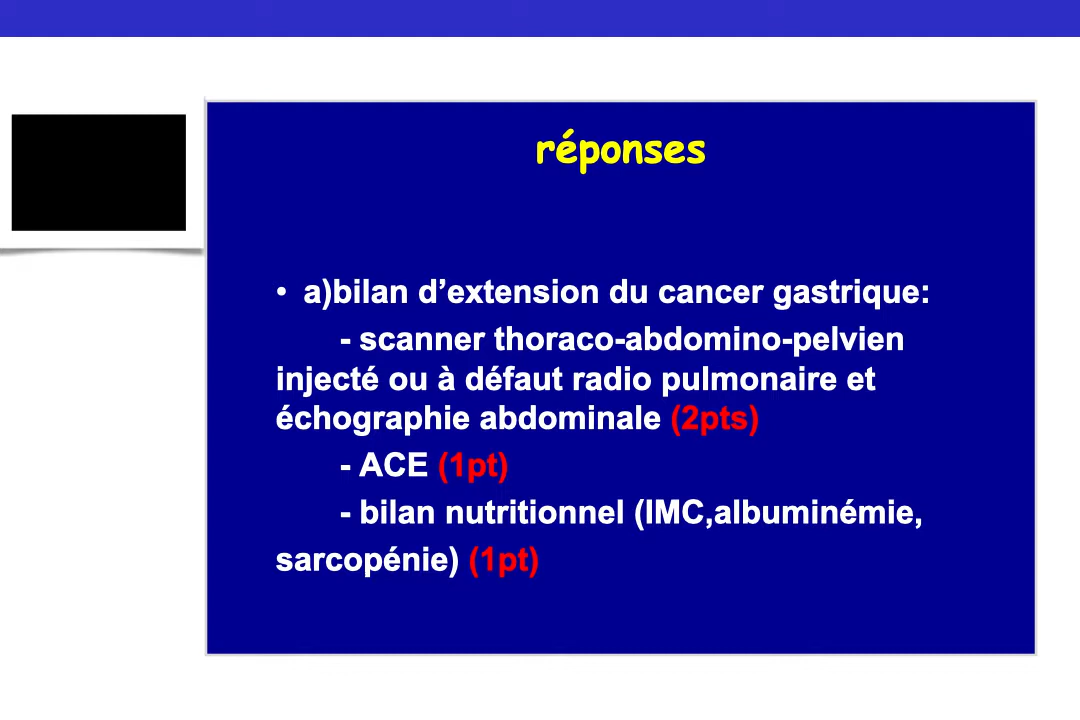 réponses
• a)bilan d’extension du cancer gastrique:
- scanner thoraco-abdomino-pelvien
injecté ou à défaut radio pulmonaire et
échographie abdominale (2pts)
- ACE (1pt)
- bilan nutritionnel (IMC,albuminémie,
sarcopénie) (1pt)